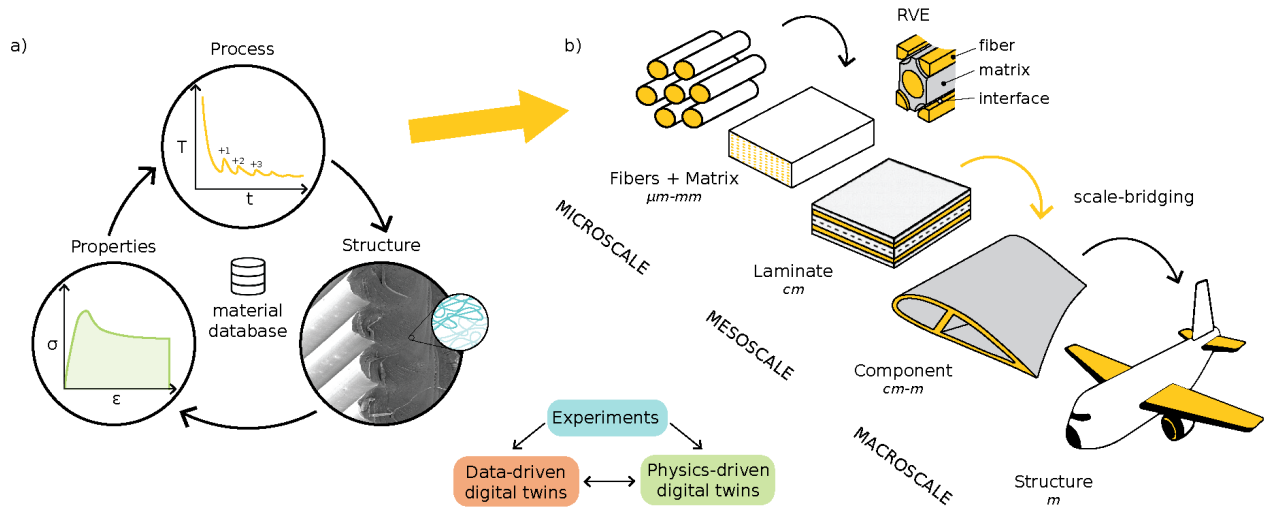 a)
Process
T
+1
+2
+3
t
Properties
σ
ε
material
database
Structure
b)
RVE
fiber
matrix
interface
Fibers + Matrix
μm-mm
MICROSCALE
scale-bridging
Laminate
cm
MESOSCALE
Component
cm-m
MACROSCALE
Structure
m
Experiments
Data-driven
digital twins
Physics-driven
digital twins